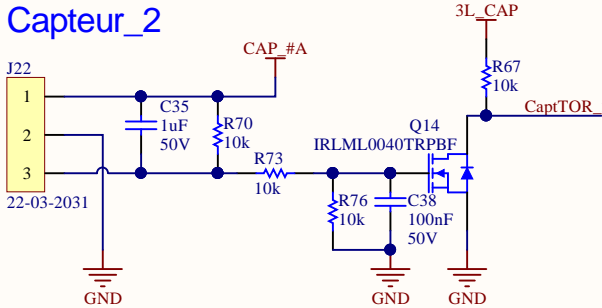 Capteur_2
3L_CAP
CAP_#A
J22
1
2
3
22-03-2031
C35
1uF
50V
R70
10k
R73
10k
R76
10k
C38
100nF
50V
Q14
IRLML0040TRPBF
R67
10k
CaptTOR_
GND
GND
GND